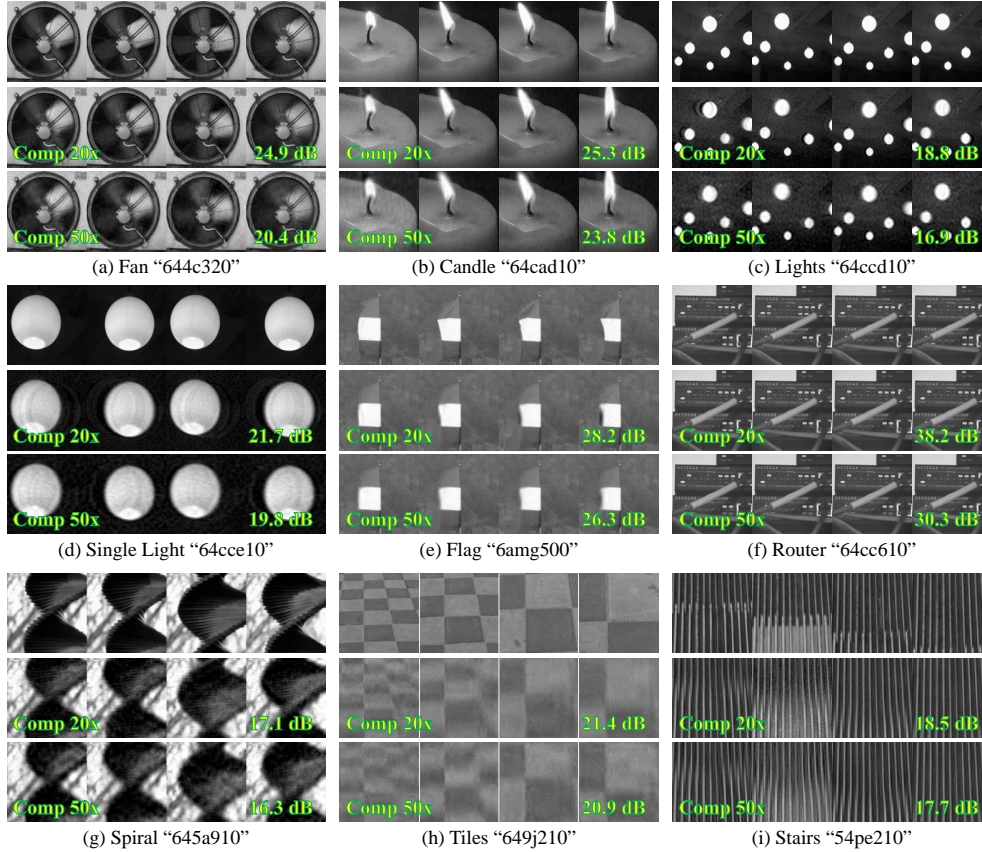 Comp 20x 24.9 dB
Comp 50x 20.4 dB
(a) Fan “644c320”
Comp 20x 25.3 dB
Comp 50x 23.8 dB
(b) Candle “64cad10”
Comp 20x 18.8 dB
Comp 50x 16.9 dB
(c) Lights “64ccd10”
Comp 20x 21.7 dB
Comp 50x 19.8 dB
(d) Single Light “64cce10”
Comp 20x 28.2 dB
Comp 50x 26.3 dB
(e) Flag “6amg500”
Comp 20x 38.2 dB
Comp 50x 30.3 dB
(f) Router “64cc610”
Comp 20x 17.1 dB
Comp 50x 16.3 dB
(g) Spiral “645a910”
Comp 20x 21.4 dB
Comp 50x 20.9 dB
(h) Tiles “649j210”
Comp 20x 18.5 dB
Comp 50x 17.7 dB
(i) Stairs “54pe210”